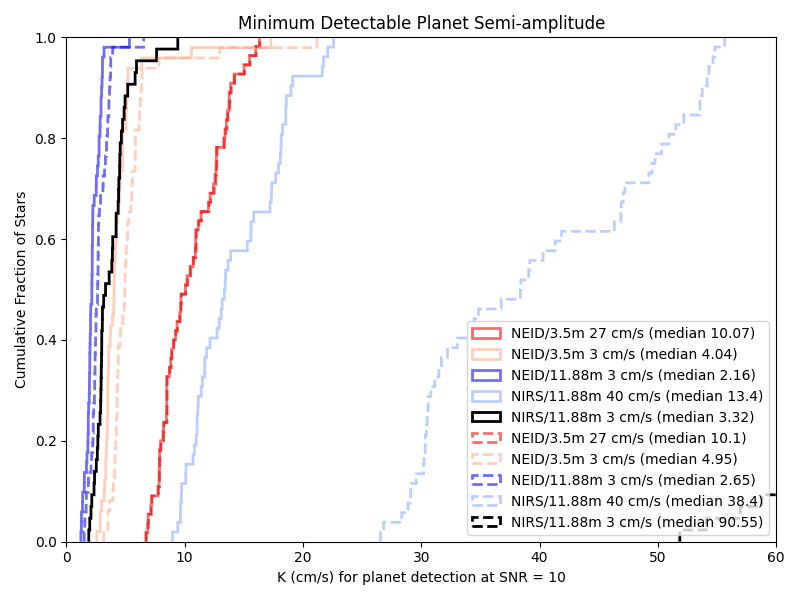 Minimum Detectable Planet Semi-amplitude
1.0
0.8
0.6
0.4
0.2
0.0
Cumulative Fraction of Stars
NEID/3.5m 27 cm/s (median 10.07)
NEID/3.5m 3 cm/s (median 4.04)
NEID/11.88m 3 cm/s (median 2.16)
NIRS/11.88m 40 cm/s (median 13.4)
NIRS/11.88m 3 cm/s (median 3.32)
NEID/3.5m 27 cm/s (median 10.1)
NEID/3.5m 3 cm/s (median 4.95)
NEID/11.88m 3 cm/s (median 2.65)
NIRS/11.88m 40 cm/s (median 38.4)
NIRS/11.88m 3 cm/s (median 90.55)
0 10 20 30 40 50 60
K (cm/s) for planet detection at SNR = 10